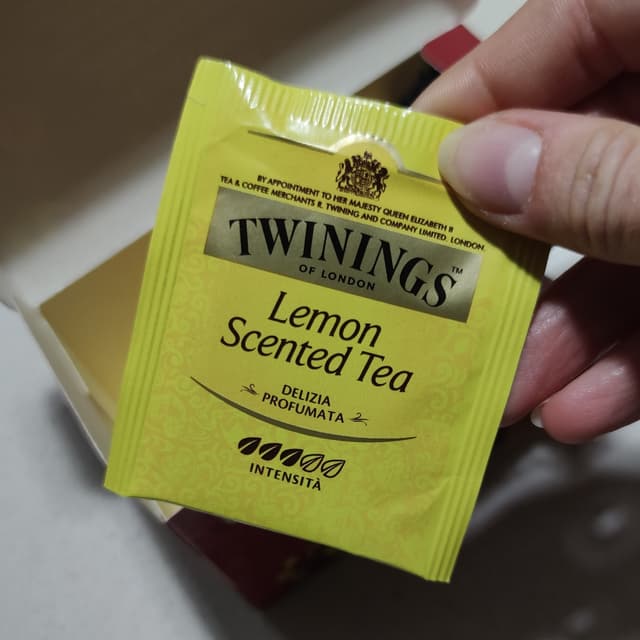 BY APPOINTMENT TO HER MAJESTY QUEEN ELIZABETH II
TEA & COFFEE MERCHANTS R. TWINING AND COMPANY LIMITED. LONDON.
TWININGS™
OF LONDON
Lemon
Scented Tea
DELIZIA
PROFUMATA
INTENSITÀ